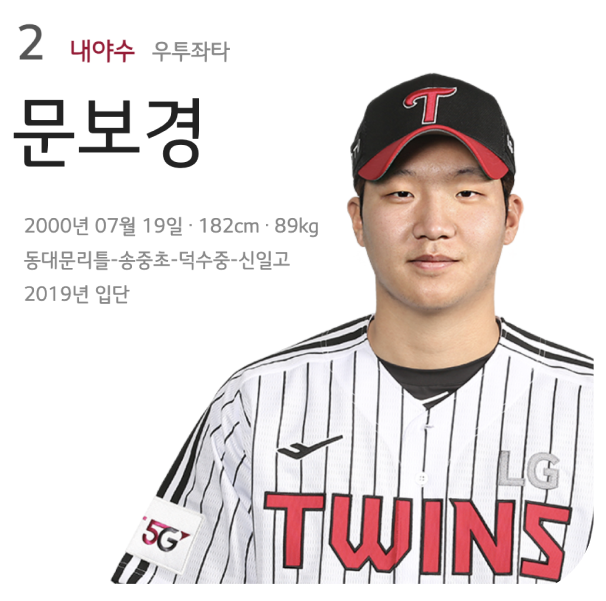 2 내야수 우투좌타
문보경
2000년 07월 19일 · 182cm · 89kg
동대문리틀-송중초-덕수중-신일고
2019년 입단
T
LG
TWINS
5G